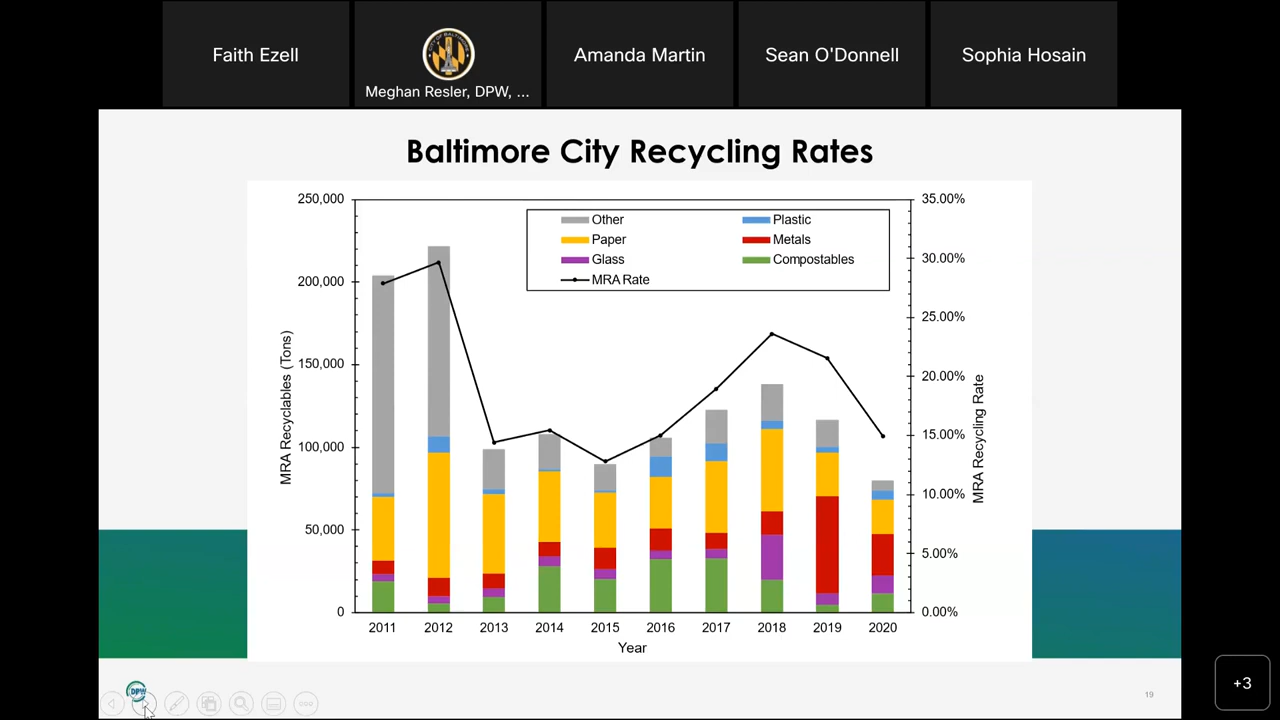 Faith Ezell
Meghan Resler, DPW, ...
Amanda Martin
Sean O'Donnell
Sophia Hosain
Baltimore City Recycling Rates
250,000
200,000
150,000
100,000
50,000
0
MRA Recyclables (Tons)
Other
Plastic
Paper
Metals
Glass
Compostables
MRA Rate
35.00%
30.00%
25.00%
20.00%
15.00%
10.00%
5.00%
0.00%
MRA Recycling Rate
2011 2012 2013 2014 2015 2016 2017 2018 2019 2020
Year
DPW
19
+3